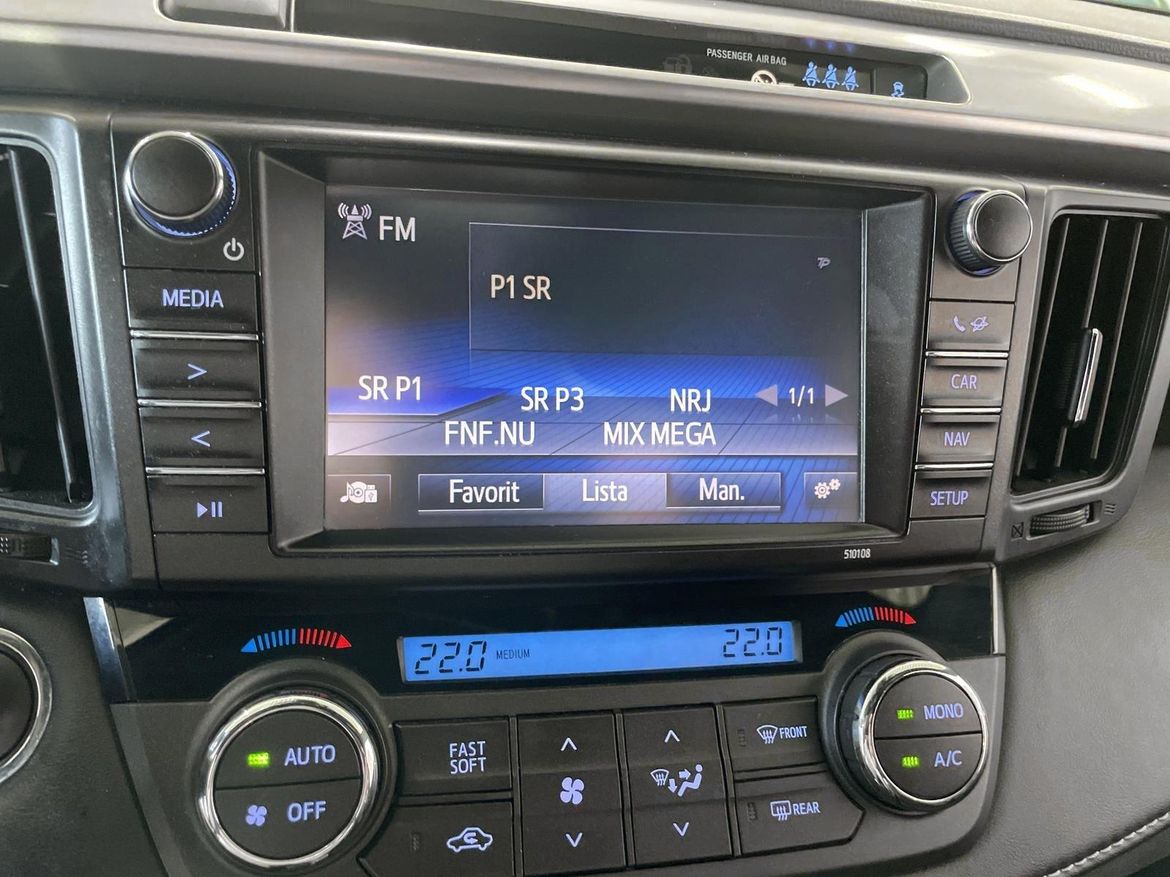 PASSENGER AIR BAG
FM
TP
P1 SR
SR P1
SR P3
NRJ
1/1
FNF.NU
MIX MEGA
Favorit
Lista
Man.
MEDIA
>
<
CAR
NAV
SETUP
510108
22.0
MEDIUM
22.0
AUTO
OFF
FAST
SOFT
FRONT
REAR
MONO
A/C